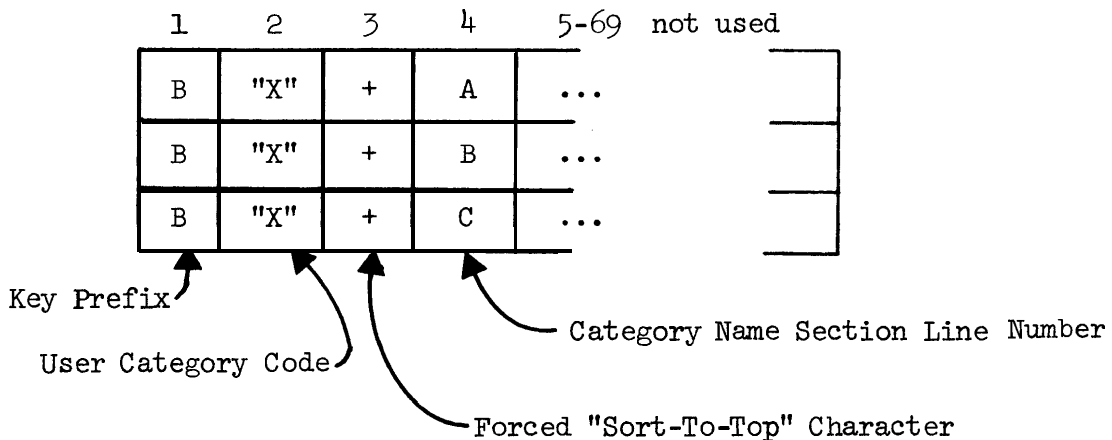 1 2 3 4 5-69 not used
B "X" + A ...
B "X" + B ...
B "X" + C ...
Key Prefix
Category Name Section Line Number
User Category Code
Forced "Sort-To-Top" Character